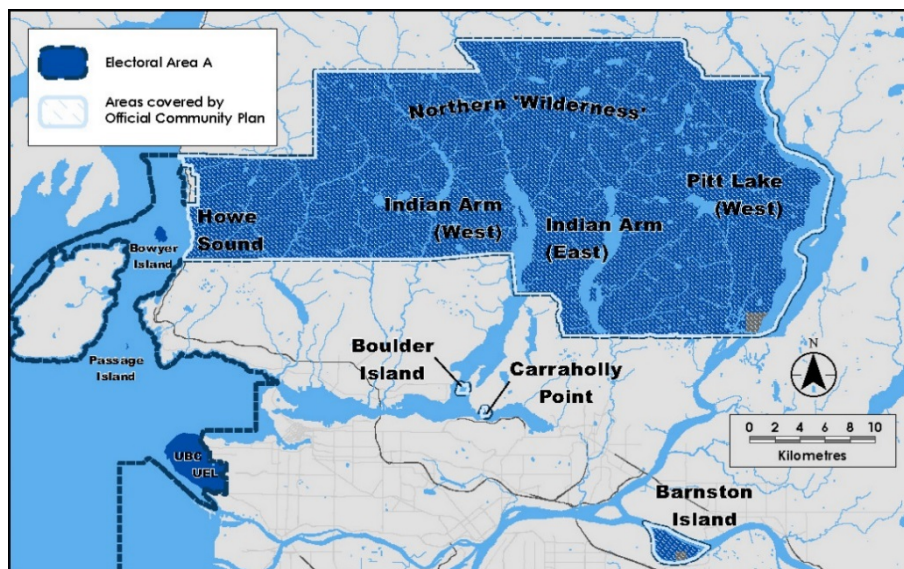 Electoral Area A
Areas covered by
Official Community Plan
Northern 'Wilderness'
Howe
Sound
Indian Arm
(West)
Indian Arm
(East)
Pitt Lake
(West)
Bowyer
Island
Passage
Island
Boulder
Island
Carraholly
Point
N
0 2 4 6 8 10
Kilometres
UBC
UEL
Barnston
Island